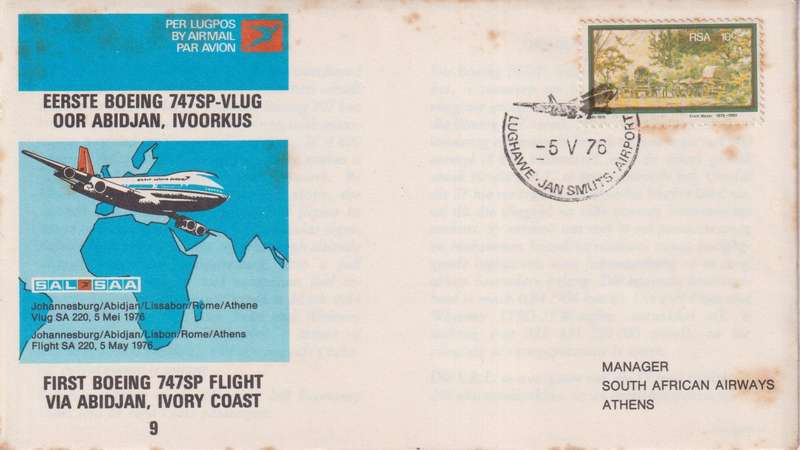 PER LUGPOS
BY AIRMAIL
PAR AVION
EERSTE BOEING 747SP-VLUG
OOR ABIDJAN, IVOORKUS
SAL SAA
Johannesburg/Abidjan/Lissabon/Rome/Athene
Vlug SA 220, 5 Mei 1976
Johannesburg/Abidjan/Lisbon/Rome/Athens
Flight SA 220, 5 May 1976
FIRST BOEING 747SP FLIGHT
VIA ABIDJAN, IVORY COAST
9
RSA
-5 V 76
LUGHAWE · JAN SMUTS · AIRPORT
MANAGER
SOUTH AFRICAN AIRWAYS
ATHENS